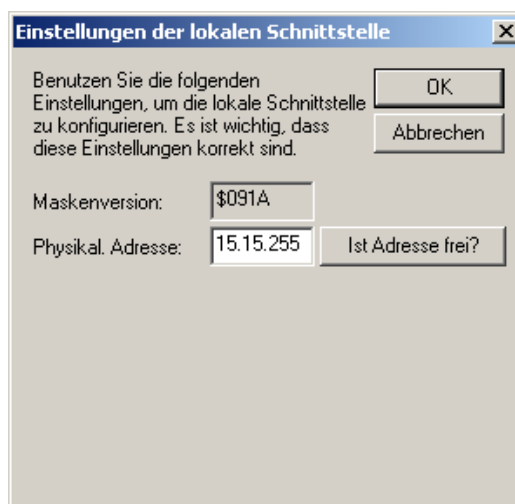 Einstellungen der lokalen Schnittstelle
Benutzen Sie die folgenden
Einstellungen, um die lokale Schnittstelle
zu konfigurieren. Es ist wichtig, dass
diese Einstellungen korrekt sind.
OK
Abbrechen
Maskenversion: $091A
Physikal. Adresse: 15.15.255 Ist Adresse frei?